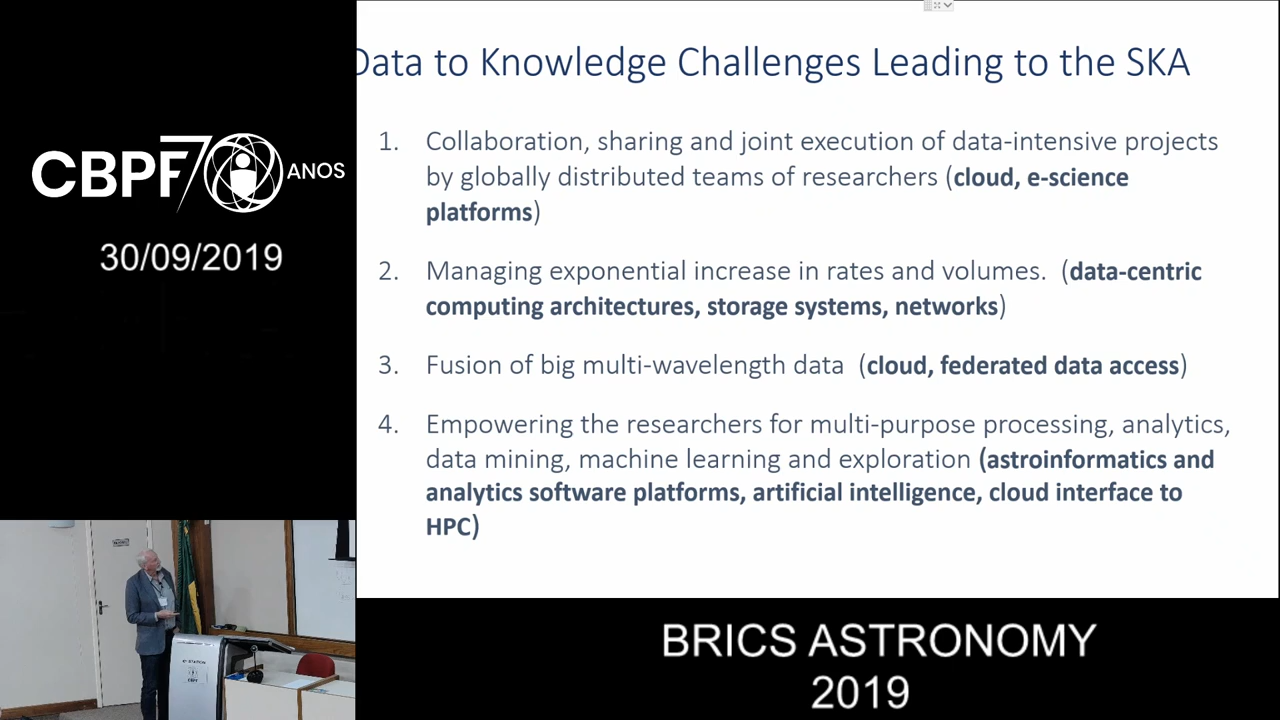 Data to Knowledge Challenges Leading to the SKA
CBPF70 ANOS
30/09/2019
1. Collaboration, sharing and joint execution of data-intensive projects
by globally distributed teams of researchers (cloud, e-science
platforms)
2. Managing exponential increase in rates and volumes. (data-centric
computing architectures, storage systems, networks)
3. Fusion of big multi-wavelength data (cloud, federated data access)
4. Empowering the researchers for multi-purpose processing, analytics,
data mining, machine learning and exploration (astroinformatics and
analytics software platforms, artificial intelligence, cloud interface to
HPC)
CBPF
BRICS ASTRONOMY
2019